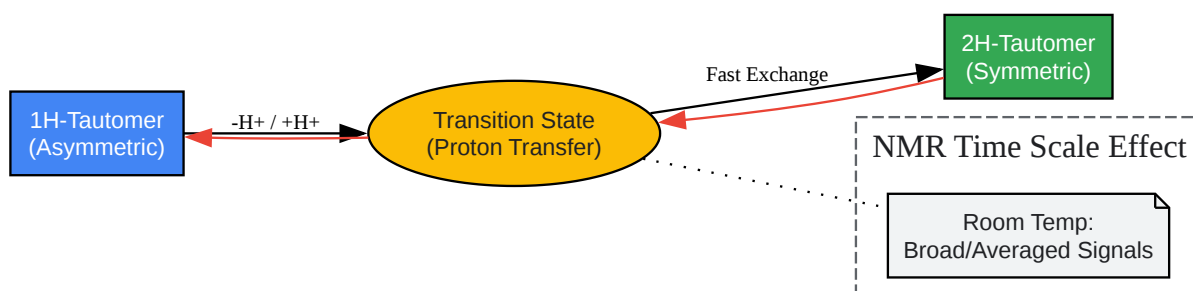 1H-Tautomer
(Asymmetric)
-H+ / +H+
Transition State
(Proton Transfer)
Fast Exchange
2H-Tautomer
(Symmetric)
NMR Time Scale Effect
Room Temp:
Broad/Averaged Signals